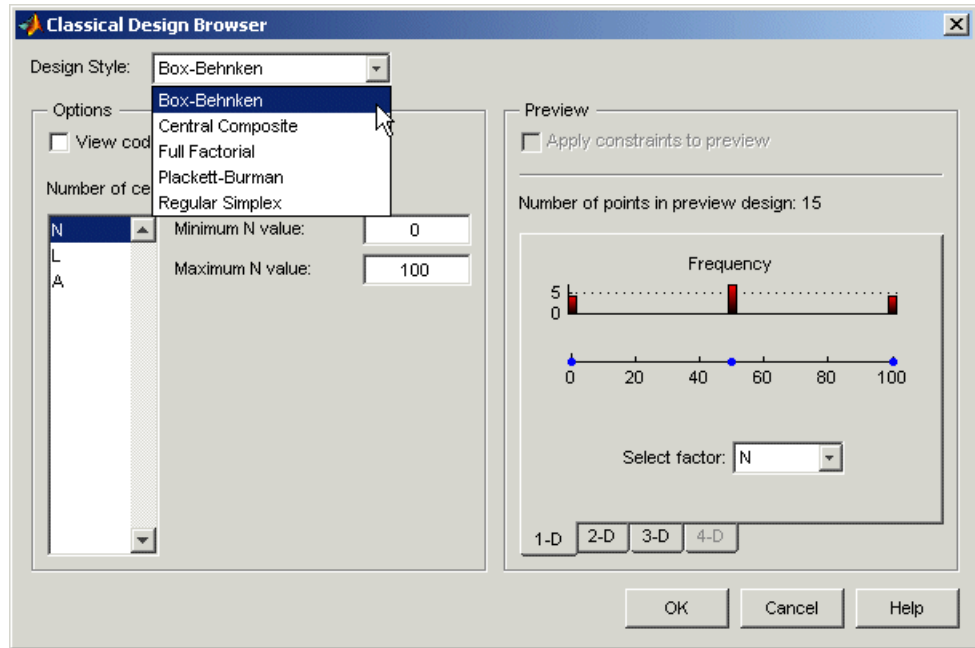 Classical Design Browser
Design Style: Box-Behnken
Box-Behnken
Central Composite
Full Factorial
Plackett-Burman
Regular Simplex
Options
View cod
Number of ce
N
L
A
Minimum N value: 0
Maximum N value: 100
Preview
Apply constraints to preview
Number of points in preview design: 15
Frequency
5
0
0 20 40 60 80 100
Select factor: N
1-D 2-D 3-D 4-D
OK Cancel Help